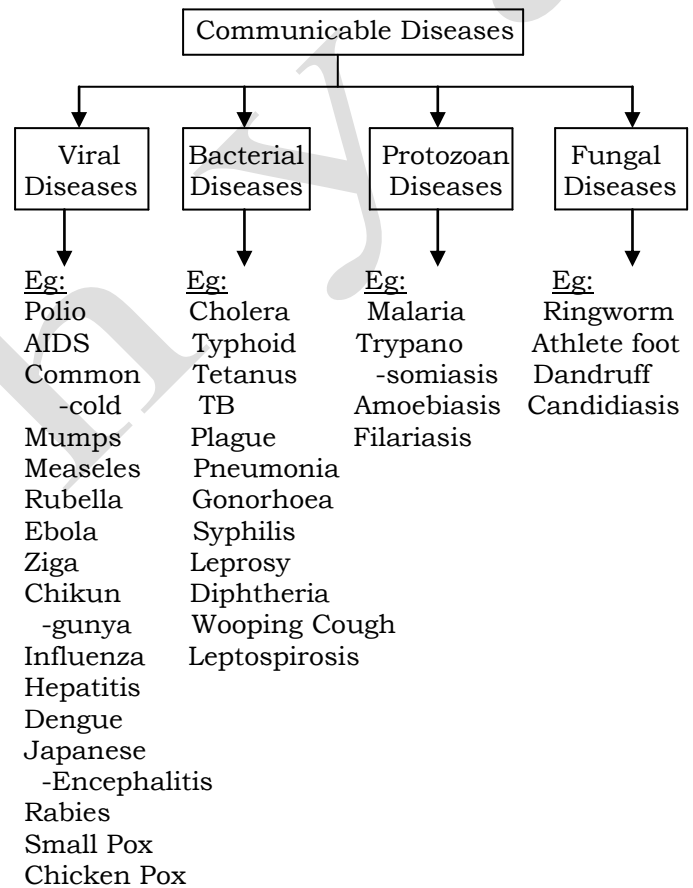 Communicable Diseases
Viral
Diseases
Bacterial
Diseases
Protozoan
Diseases
Fungal
Diseases
Eg:
Polio
AIDS
Common
-cold
Mumps
Measeles
Rubella
Ebola
Ziga
Chikun
-gunya
Influenza
Hepatitis
Dengue
Japanese
-Encephalitis
Rabies
Small Pox
Chicken Pox
Eg:
Cholera
Typhoid
Tetanus
TB
Plague
Pneumonia
Gonorhoea
Syphilis
Leprosy
Diphtheria
Wooping Cough
Leptospirosis
Eg:
Malaria
Trypano
-somiasis
Amoebiasis
Filariasis
Eg:
Ringworm
Athlete foot
Dandruff
Candidiasis